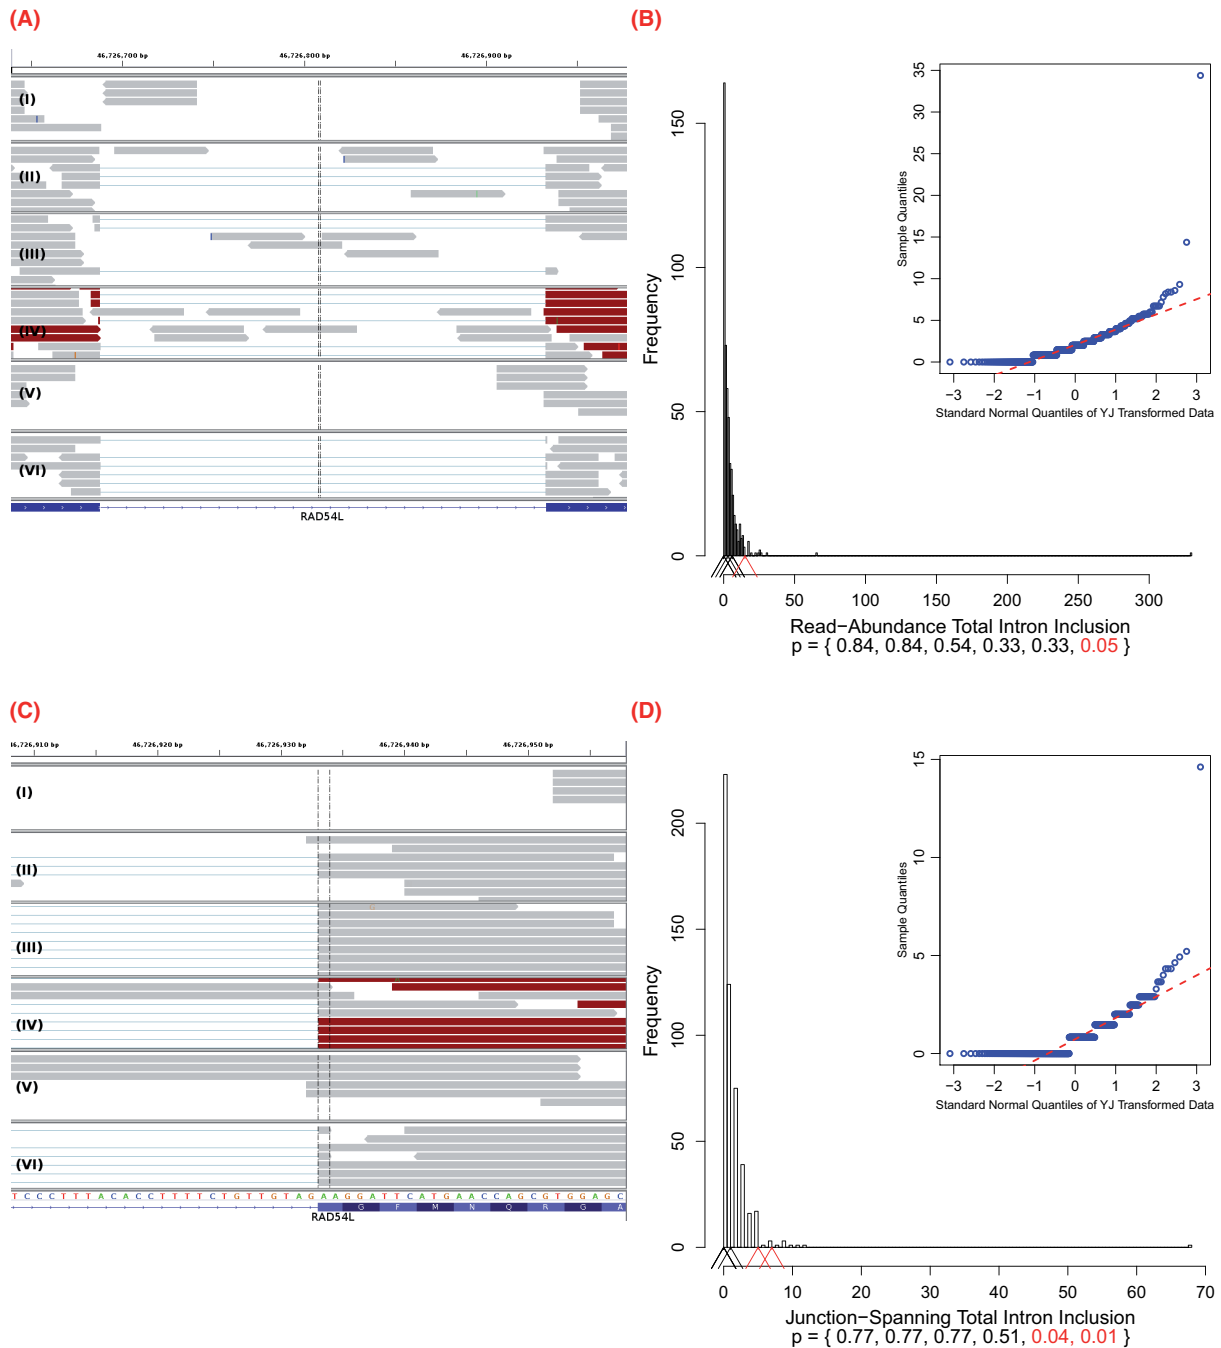 (A)
46,726,700 bp 46,726,800 bp 46,726,900 bp
(I)
(II)
(III)
(IV)
(V)
(VI)
RAD54L
(B)
Frequency
150
100
50
0
0 50 100 150 200 250 300
Read−Abundance Total Intron Inclusion
p = { 0.84, 0.84, 0.54, 0.33, 0.33, 0.05 }
Sample Quantiles
35
30
25
20
15
10
5
0
−3 −2 −1 0 1 2 3
Standard Normal Quantiles of YJ Transformed Data
(C)
46,726,920 bp 46,726,930 bp 46,726,940 bp 46,726,950 bp
(I)
(II)
(III)
G
(IV)
(V)
(VI)
T C C C T T T A C A C C T T T T C T G T T G T A G A A G G A T T C A T G A A C C A G C G T G G A G C
G F M N Q R G A
RAD54L
(D)
Frequency
200
150
100
50
0
0 10 20 30 40 50 60 70
Junction−Spanning Total Intron Inclusion
p = { 0.77, 0.77, 0.77, 0.51, 0.04, 0.01 }
Sample Quantiles
15
10
5
0
−3 −2 −1 0 1 2 3
Standard Normal Quantiles of YJ Transformed Data